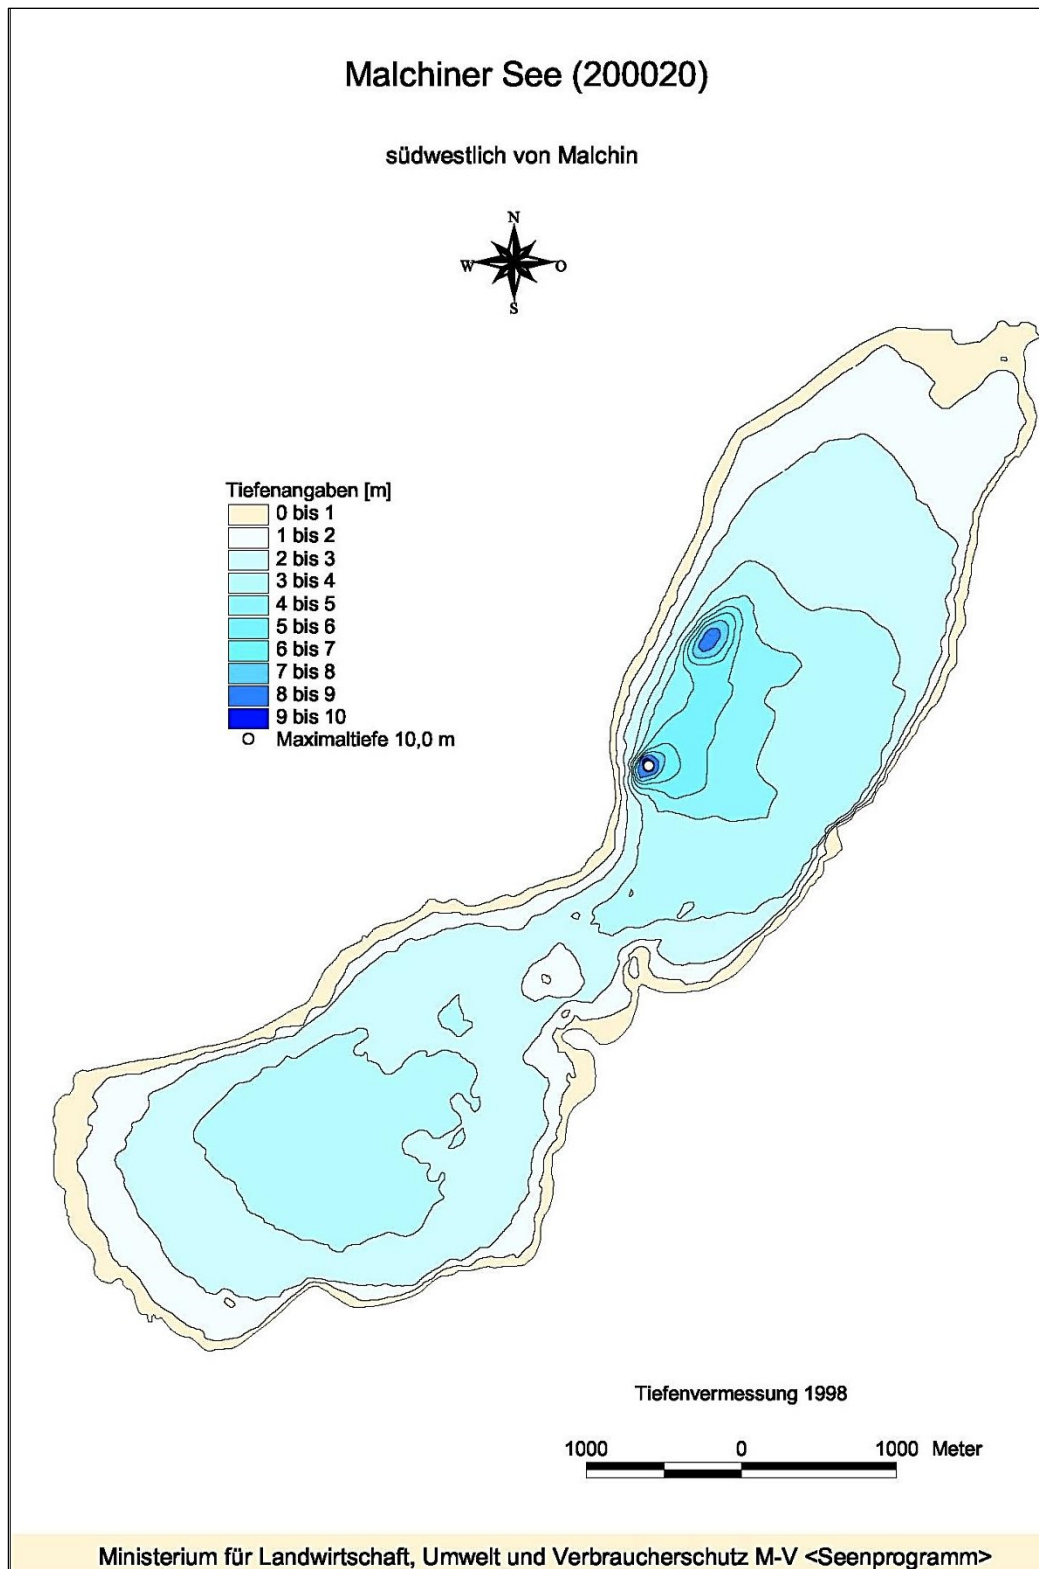 Malchiner See (200020)
südwestlich von Malchin
N
W O
S
Tiefenangaben [m]
0 bis 1
1 bis 2
2 bis 3
3 bis 4
4 bis 5
5 bis 6
6 bis 7
7 bis 8
8 bis 9
9 bis 10
Maximaltiefe 10,0 m
Tiefenvermessung 1998
1000 0 1000 Meter
Ministerium für Landwirtschaft, Umwelt und Verbraucherschutz M-V <Seenprogramm>